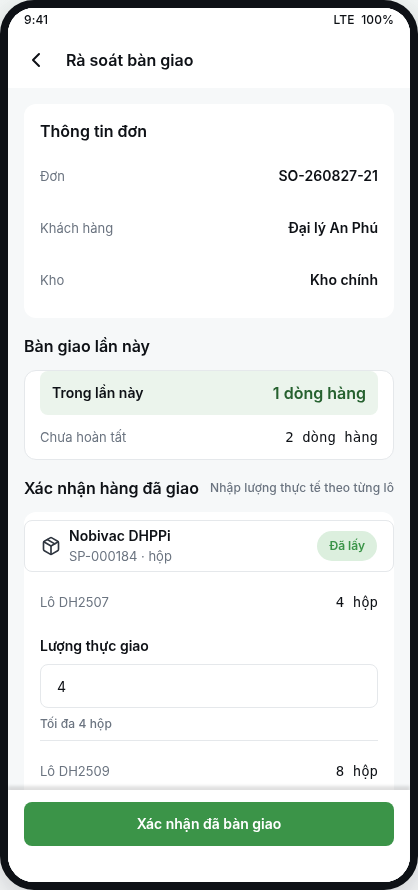 9:41 LTE 100%
Rà soát bàn giao
Thông tin đơn
Đơn SO-260827-21
Khách hàng Đại lý An Phú
Kho Kho chính
Bàn giao lần này
Trong lần này 1 dòng hàng
Chưa hoàn tất 2 dòng hàng
Xác nhận hàng đã giao Nhập lượng thực tế theo từng lô
Nobivac DHPPi
SP-000184 · hộp
Đã lấy
Lô DH2507 4 hộp
Lượng thực giao
4
Tối đa 4 hộp
Lô DH2509 8 hộp
Xác nhận đã bàn giao